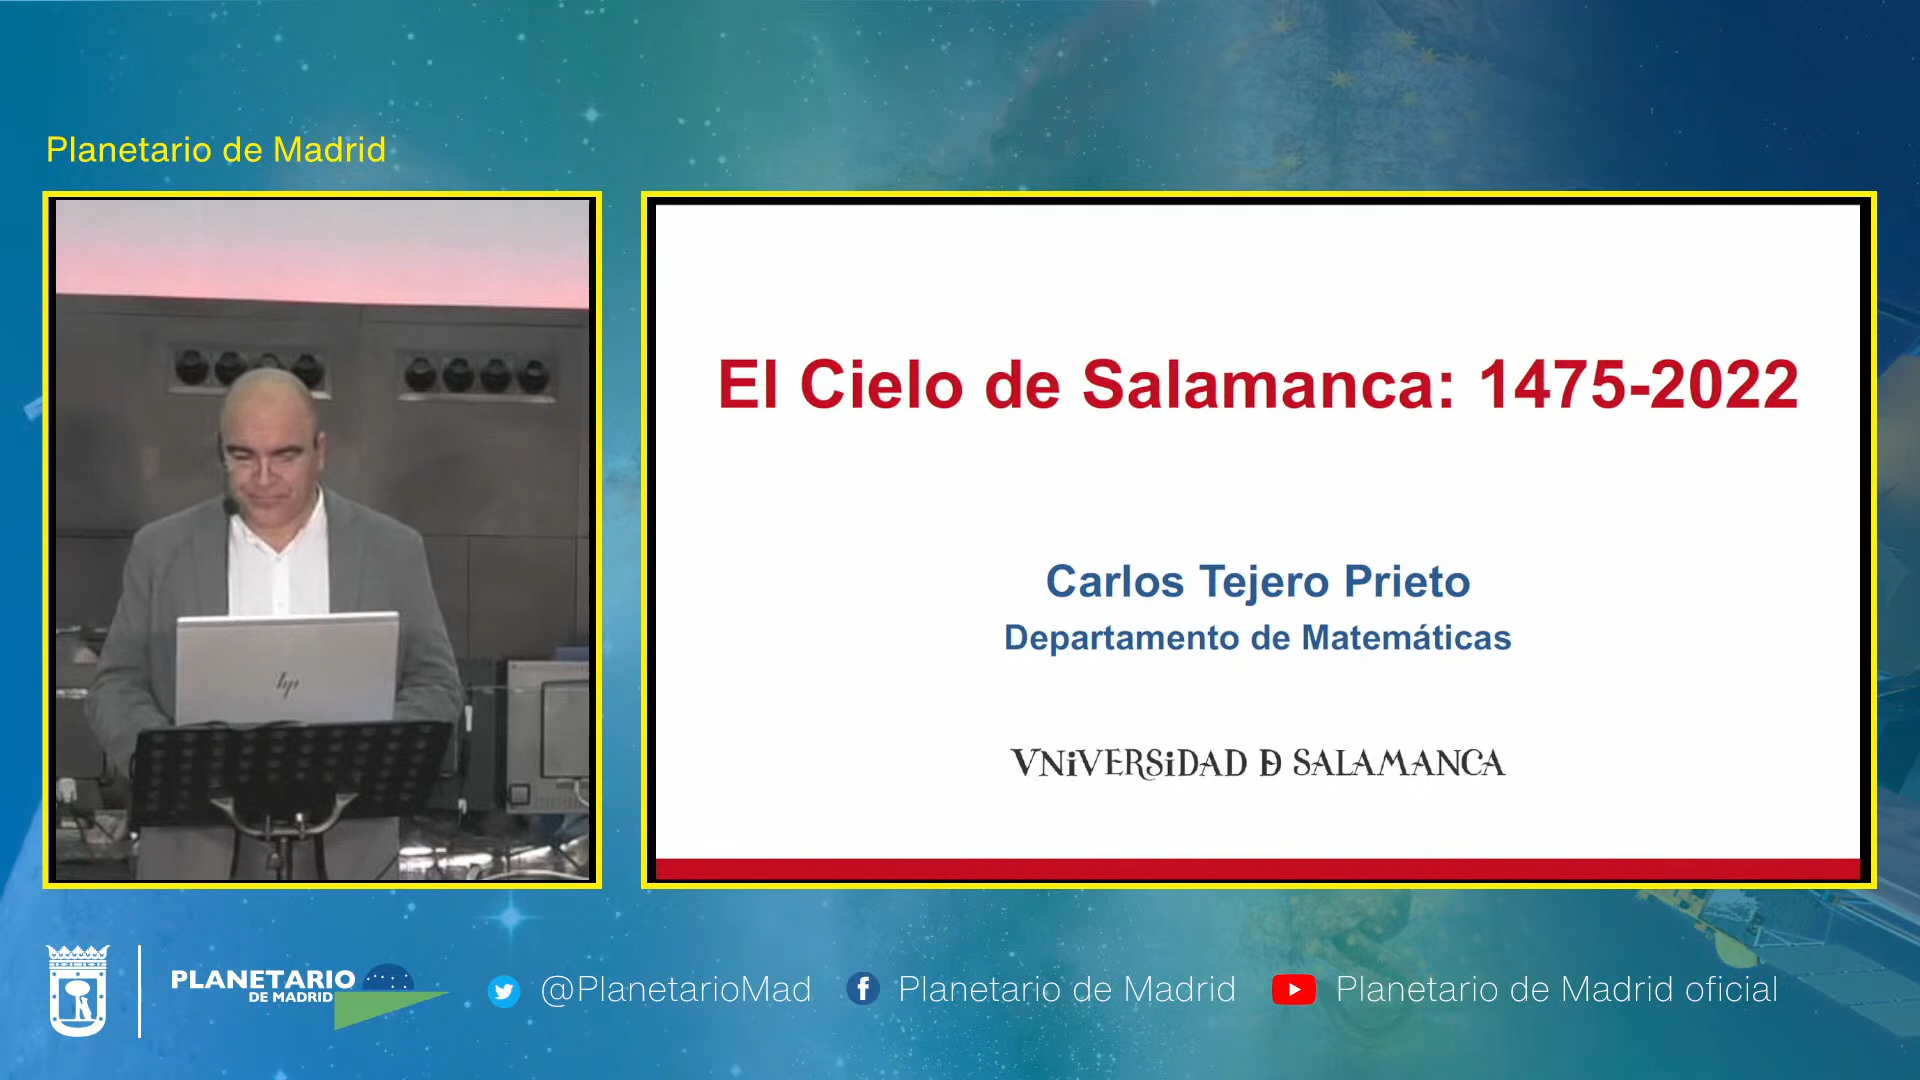 Planetario de Madrid
El Cielo de Salamanca: 1475-2022
Carlos Tejero Prieto
Departamento de Matemáticas
VNiVERSiDAD Ð SALAMANCA
hp
PLANETARIO
DE MADRID
@PlanetarioMad
Planetario de Madrid
Planetario de Madrid oficial